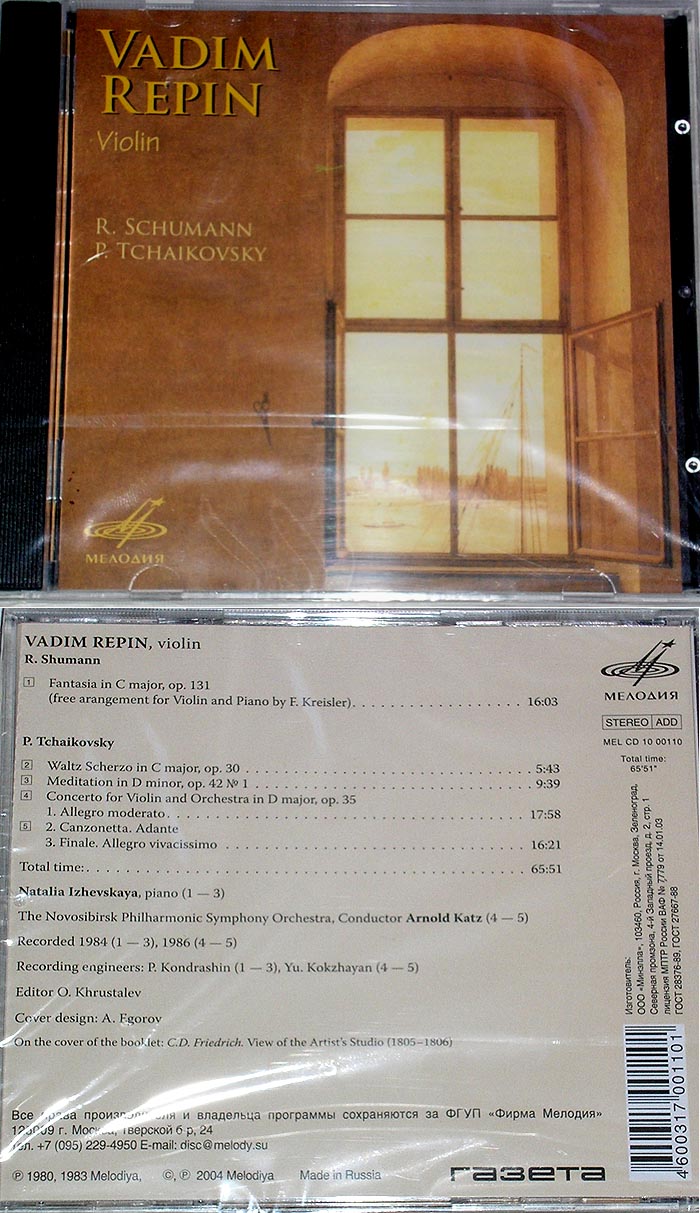 VADIM
REPIN
Violin
R. SCHUMANN
P. TCHAIKOVSKY
МЕЛОДИЯ
VADIM REPIN, violin
R. Shumann
1 Fantasia in C major, op. 131
(free arangement for Violin and Piano by F. Kreisler). . . . . . . . . . . . . . . . . . . . 16:03
P. Tchaikovsky
2 Waltz Scherzo in C major, op. 30 . . . . . . . . . . . . . . . . . . . . 5:43
3 Meditation in D minor, op. 42 № 1 . . . . . . . . . . . . . . . . . . . . 9:39
4 Concerto for Violin and Orchestra in D major, op. 35
1. Allegro moderato . . . . . . . . . . . . . . . . . . . . 17:58
5 2. Canzonetta. Adante
3. Finale. Allegro vivacissimo . . . . . . . . . . . . . . . . . . . . 16:21
Total time: . . . . . . . . . . . . . . . . . . . . 65:51
Natalia Izhevskaya, piano (1 — 3)
The Novosibirsk Philharmonic Symphony Orchestra, Conductor Arnold Katz (4 — 5)
Recorded 1984 (1 — 3), 1986 (4 — 5)
Recording engineers: P. Kondrashin (1 — 3), Yu. Kokzhayan (4 — 5)
Editor O. Khrustalev
Cover design: A. Egorov
On the cover of the booklet: C.D. Friedrich. View of the Artist's Studio (1805–1806)
МЕЛОДИЯ
STEREO ADD
MEL CD 10 00110
Total time:
65'51"
Изготовитель:
ООО «Миналла», 103460, Россия, г. Москва, Зеленоград,
Северная промзона, 4-й Западный проезд, д. 2, стр. 1
лицензия МПТР России ВАФ № 7779 от 14.01.03
ГОСТ 28376-89, ГОСТ 27667-88
4 600317 001101
Все права производителя и владельца программы сохраняются за ФГУП «Фирма Мелодия»
125009 г. Москва, Тверской б-р, 24
Тел. +7 (095) 229-4950 E-mail: disc@melody.su
℗ 1980, 1983 Melodiya, ©, ℗ 2004 Melodiya Made in Russia
газета